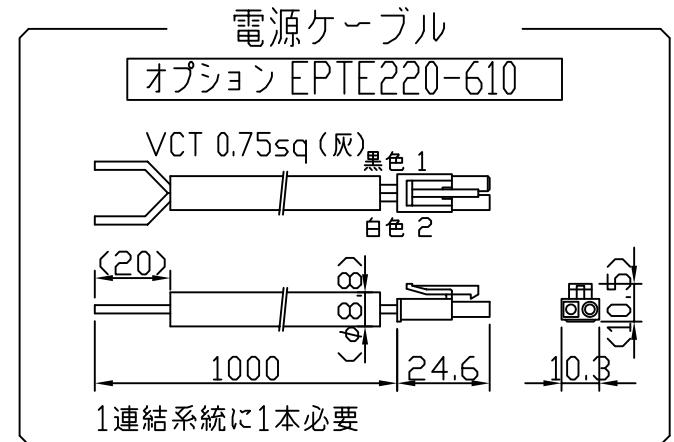 電源ケーブル
オプション EPTE220-610
VCT 0.75sq (灰)
黒色 1
白色 2
(20)
(φ8.8)
(10.5)
1000
24.6
10.3
1連結系統に1本必要